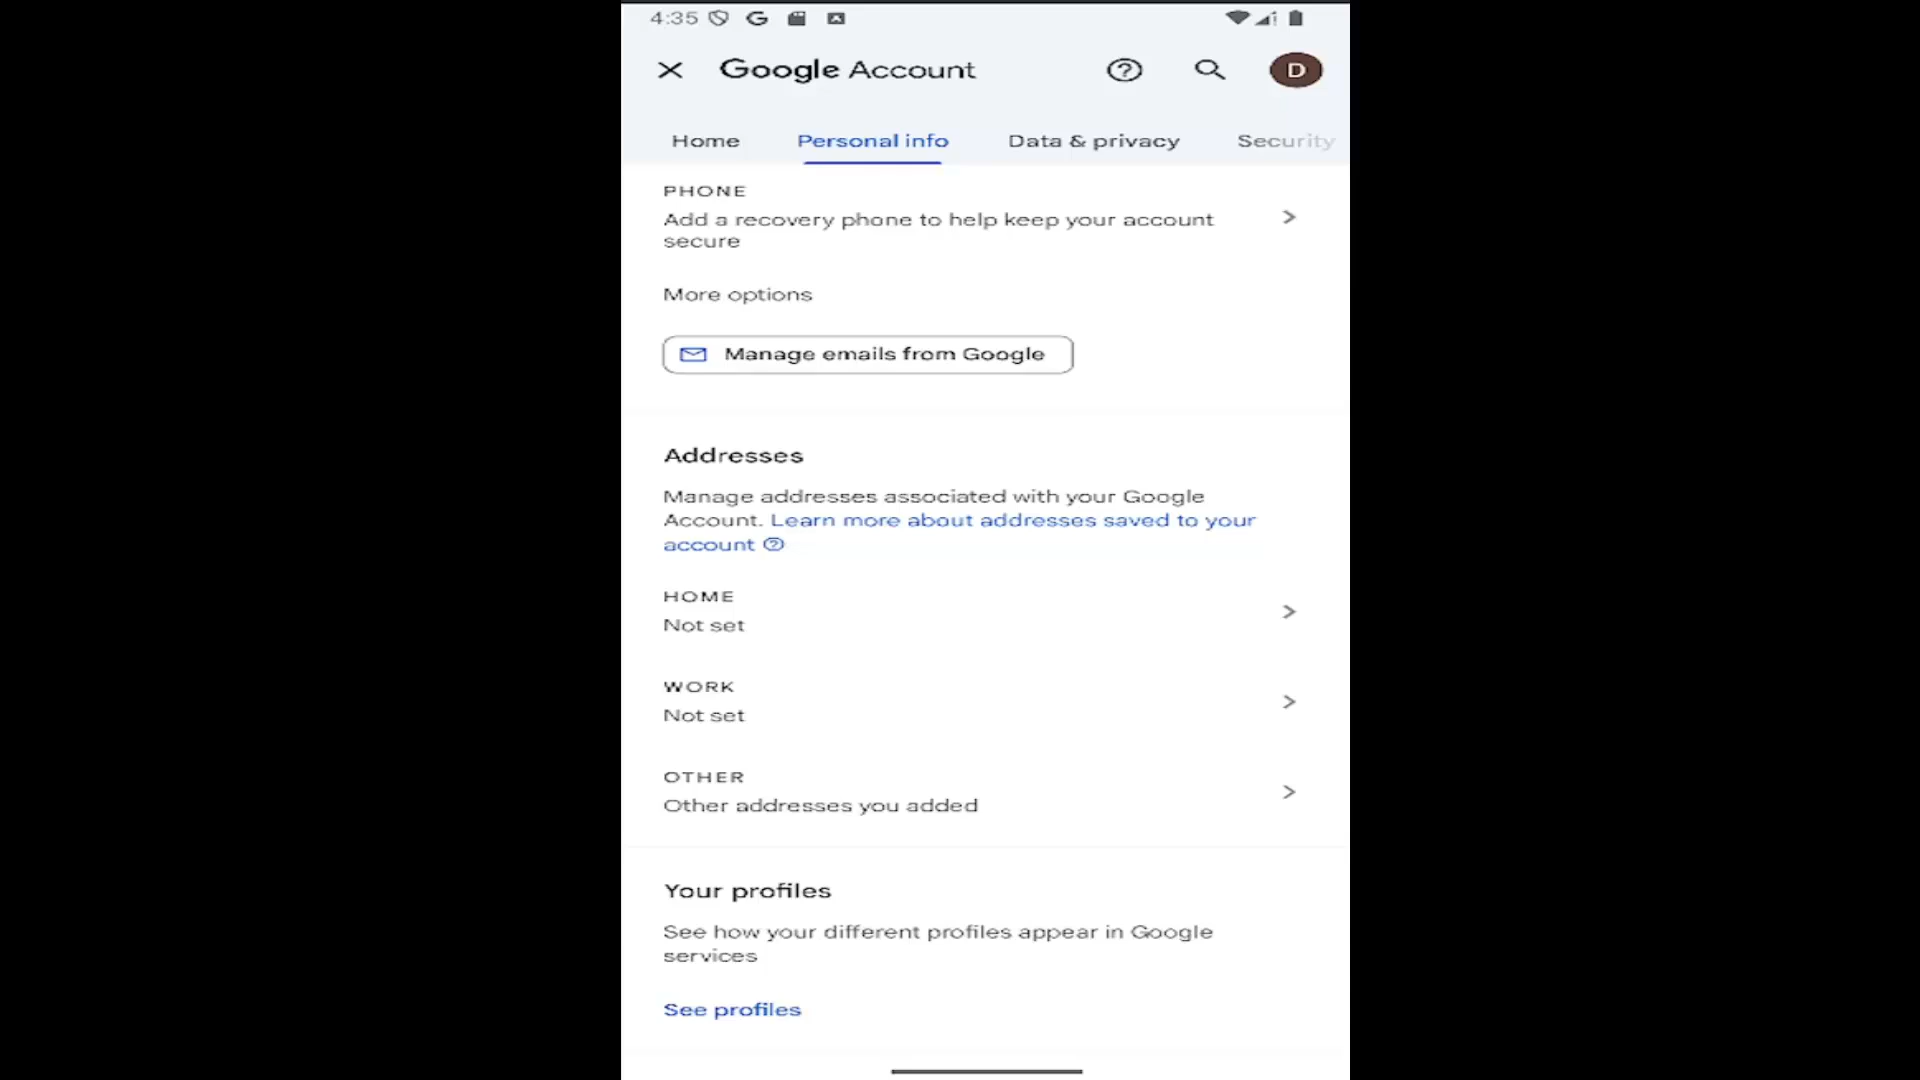 4:35
Google Account
D
Home Personal info Data & privacy Security
PHONE
Add a recovery phone to help keep your account
secure
More options
Manage emails from Google
Addresses
Manage addresses associated with your Google
Account. Learn more about addresses saved to your
account
HOME
Not set
WORK
Not set
OTHER
Other addresses you added
Your profiles
See how your different profiles appear in Google
services
See profiles